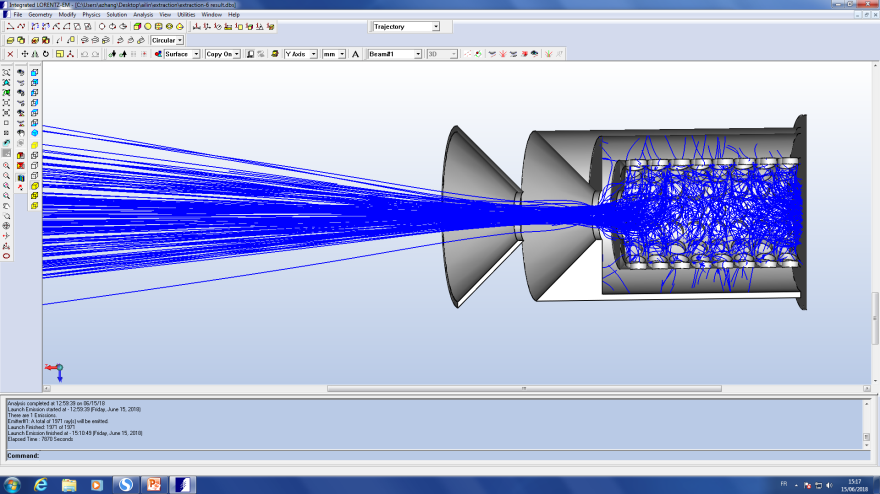 Integrated LORENTZ-EM - [C:\Users\azhang\Desktop\selin\extraction\extraction-6 result.dbs]
File Geometry Modify Physics Solution Analysis View Utilities Window Help
Trajectory
Circular
Surface Copy On Y Axis mm A Beam#1 3D
Analysis completed at 12:59:39 on 06/15/18
Launch Emission started at - 12:59:39 (Friday, June 15, 2018)
There are 1 Emissions.
Emitter#1: A total of 1971 ray(s) will be emitted.
Launch Finished: 1971 of 1971
Launch Emission finished at - 15:10:49 (Friday, June 15, 2018)
Elapsed Time : 7870 Seconds
Command:
FR
15:17
15/06/2018